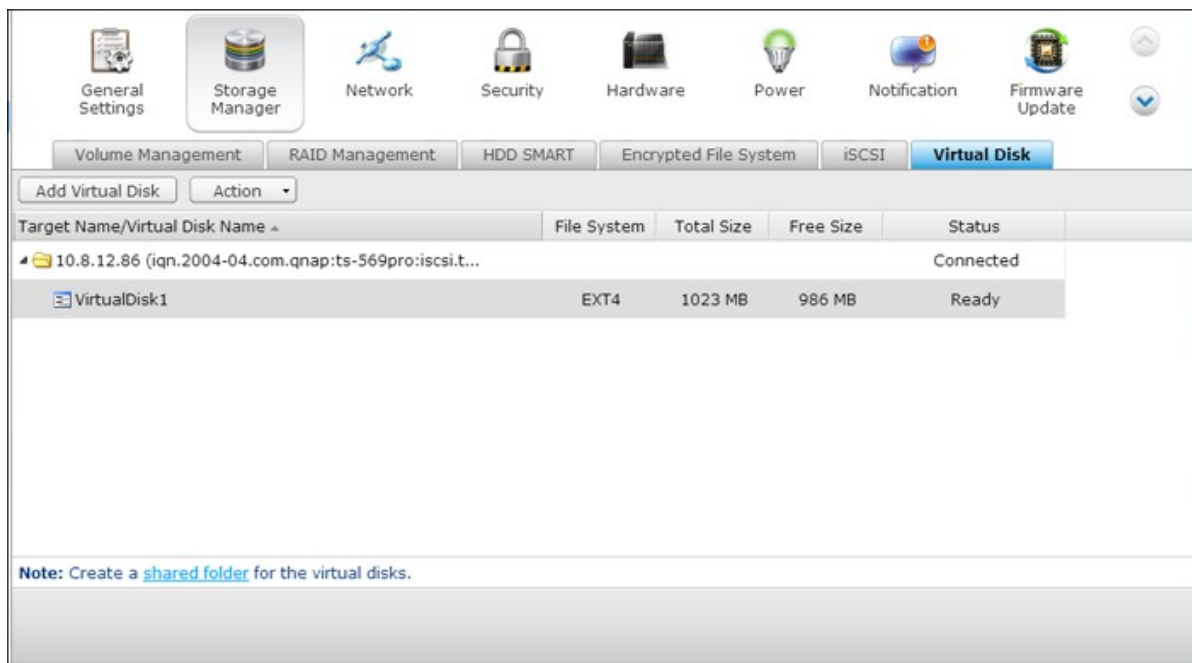 General Settings Storage Manager Network Security Hardware Power Notification Firmware Update
Volume Management RAID Management HDD SMART Encrypted File System iSCSI Virtual Disk
Add Virtual Disk Action
Target Name/Virtual Disk Name File System Total Size Free Size Status
10.8.12.86 (iqn.2004-04.com.qnap:ts-569pro:iscsi.t... Connected
VirtualDisk1 EXT4 1023 MB 986 MB Ready
Note: Create a shared folder for the virtual disks.